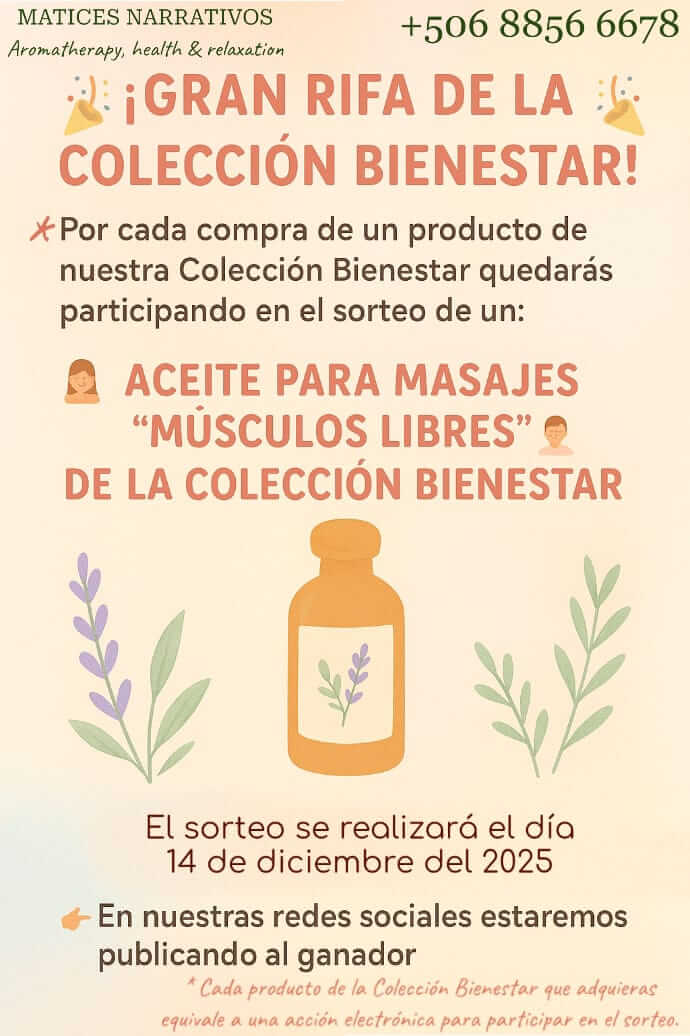 MATICES NARRATIVOS
+506 8856 6678
Aromatherapy, health & relaxation
¡GRAN RIFA DE LA
COLECCIÓN BIENESTAR!
*Por cada compra de un producto de
nuestra Colección Bienestar quedarás
participando en el sorteo de un:
ACEITE PARA MASAJES
“MÚSCULOS LIBRES”
DE LA COLECCIÓN BIENESTAR
El sorteo se realizará el día
14 de diciembre del 2025
En nuestras redes sociales estaremos
publicando al ganador
* Cada producto de la Colección Bienestar que adquieras
equivale a una acción electrónica para participar en el sorteo.